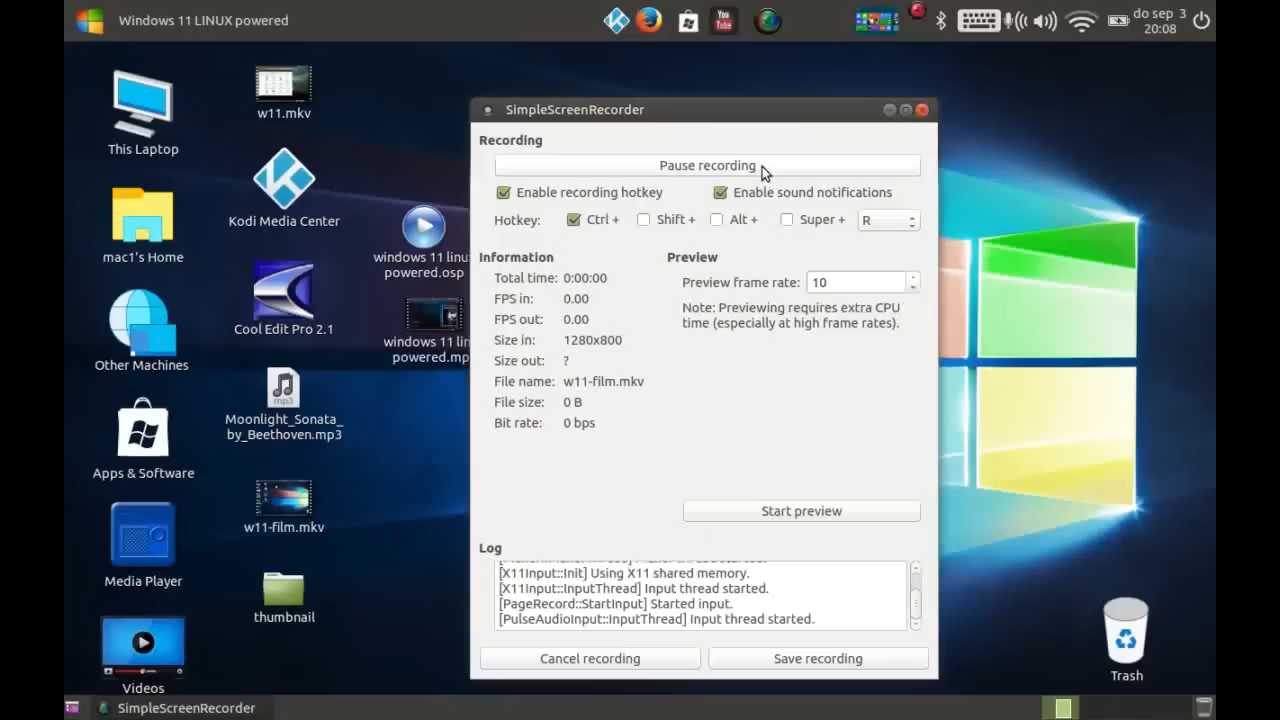 Windows 11 LINUX powered
You
Tube
do sep 3
20:08
This Laptop
mac1's Home
Other Machines
Apps & Software
Media Player
Videos
w11.mkv
Kodi Media Center
Cool Edit Pro 2.1
mp3
Moonlight_Sonata_
by_Beethoven.mp3
w11-film.mkv
thumbnail
windows 11 linu
powered.osp
windows 11 lin
powered.mp
SimpleScreenRecorder
Recording
Pause recording
Enable recording hotkey
Enable sound notifications
Hotkey: Ctrl + Shift + Alt + Super + R
Information
Total time: 0:00:00
FPS in: 0.00
FPS out: 0.00
Size in: 1280x800
Size out: ?
File name: w11-film.mkv
File size: 0 B
Bit rate: 0 bps
Preview
Preview frame rate: 10
Note: Previewing requires extra CPU
time (especially at high frame rates).
Start preview
Log
[X11Input::Init] Using X11 shared memory.
[X11Input::InputThread] Input thread started.
[PageRecord::StartInput] Started input.
[PulseAudioInput::InputThread] Input thread started.
Cancel recording
Save recording
Trash
SimpleScreenRecorder